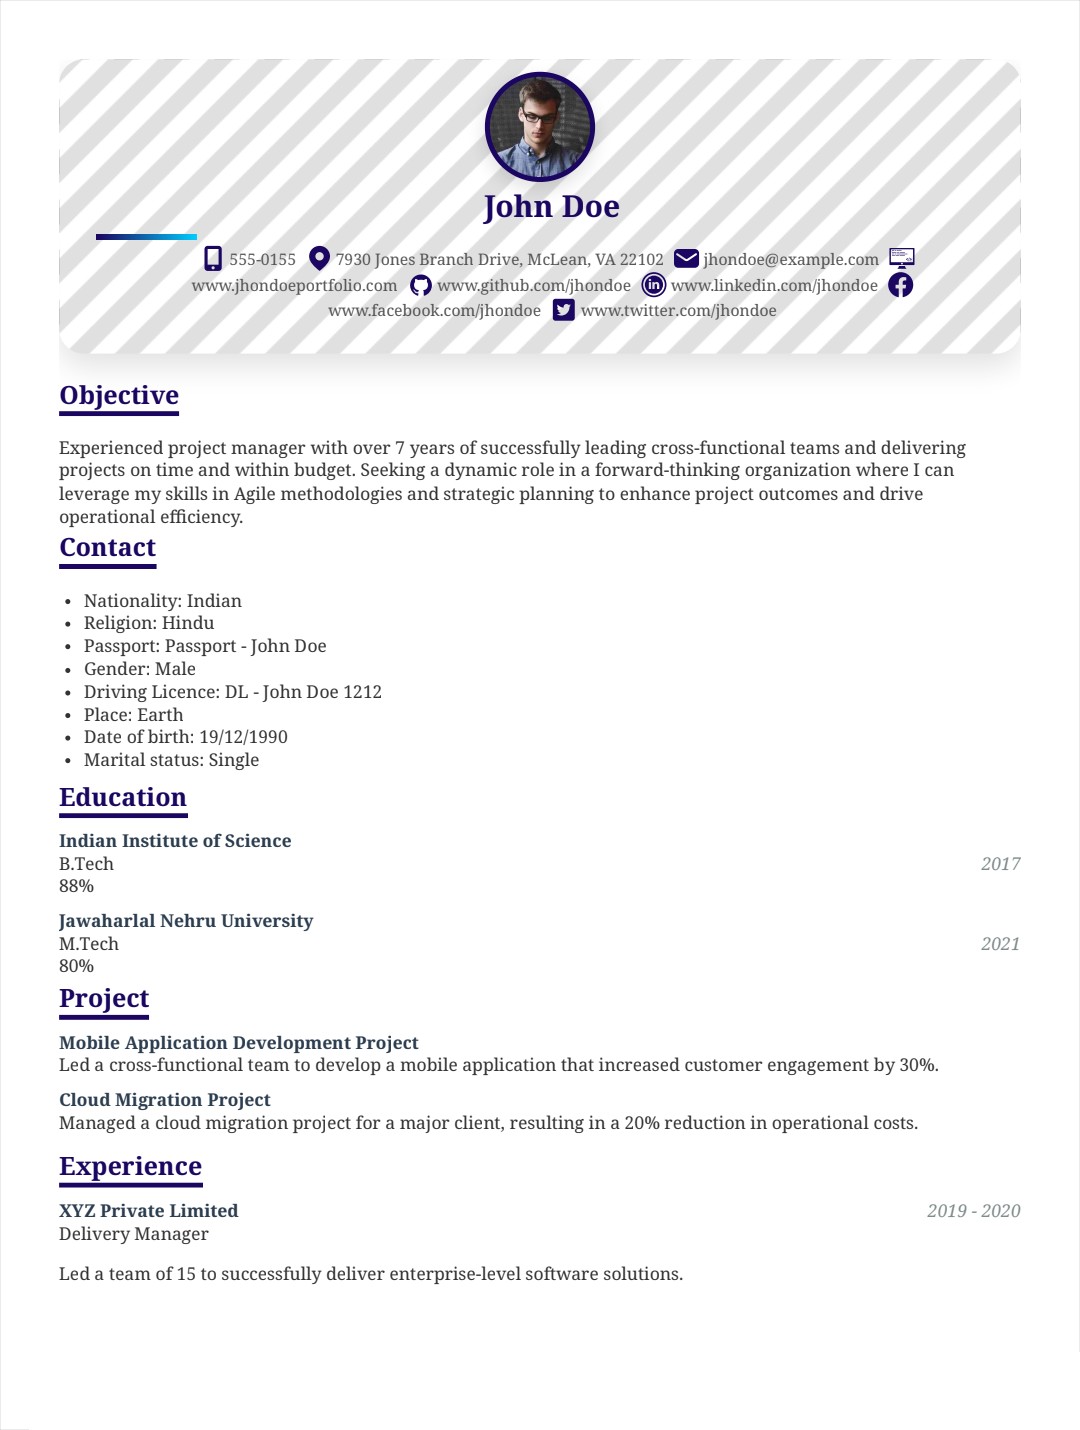 John Doe
555-0155 7930 Jones Branch Drive, McLean, VA 22102 jhondoe@example.com
www.jhondoeportfolio.com www.github.com/jhondoe www.linkedin.com/jhondoe
www.facebook.com/jhondoe www.twitter.com/jhondoe
Objective
Experienced project manager with over 7 years of successfully leading cross-functional teams and delivering
projects on time and within budget. Seeking a dynamic role in a forward-thinking organization where I can
leverage my skills in Agile methodologies and strategic planning to enhance project outcomes and drive
operational efficiency.
Contact
• Nationality: Indian
• Religion: Hindu
• Passport: Passport - John Doe
• Gender: Male
• Driving Licence: DL - John Doe 1212
• Place: Earth
• Date of birth: 19/12/1990
• Marital status: Single
Education
Indian Institute of Science
B.Tech 2017
88%
Jawaharlal Nehru University
M.Tech 2021
80%
Project
Mobile Application Development Project
Led a cross-functional team to develop a mobile application that increased customer engagement by 30%.
Cloud Migration Project
Managed a cloud migration project for a major client, resulting in a 20% reduction in operational costs.
Experience
XYZ Private Limited 2019 - 2020
Delivery Manager
Led a team of 15 to successfully deliver enterprise-level software solutions.